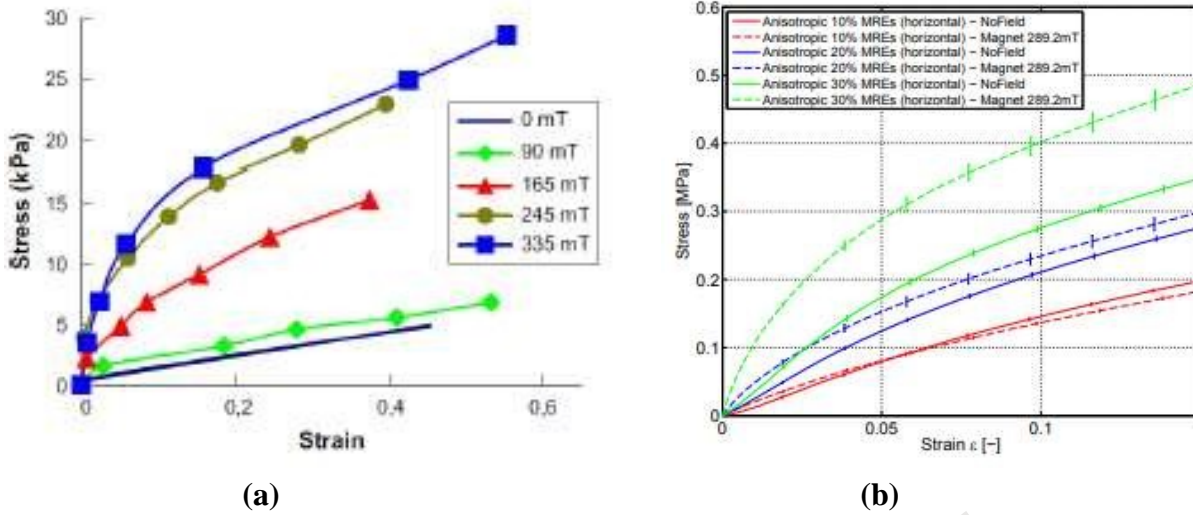 30
25
20
15
10
5
0
Stress (kPa)
0
0,2
0,4
0,6
Strain
0 mT
90 mT
165 mT
245 mT
335 mT
(a)
0.6
0.5
0.4
0.3
0.2
0.1
0
Stress [MPa]
Anisotropic 10% MREs (horizontal) − NoField
Anisotropic 10% MREs (horizontal) − Magnet 289.2mT
Anisotropic 20% MREs (horizontal) − NoField
Anisotropic 20% MREs (horizontal) − Magnet 289.2mT
Anisotropic 30% MREs (horizontal) − NoField
Anisotropic 30% MREs (horizontal) − Magnet 289.2mT
0
0.05
0.1
Strain ε [−]
(b)